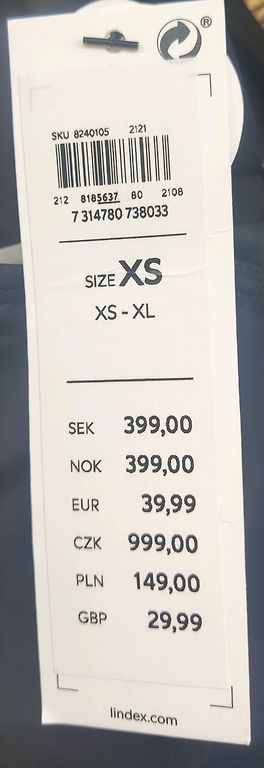 ®
SKU 8240105 2121
212 8185637 80 2108
7 314780 738033
SIZE XS
XS - XL
SEK 399,00
NOK 399,00
EUR 39,99
CZK 999,00
PLN 149,00
GBP 29,99
lindex.com